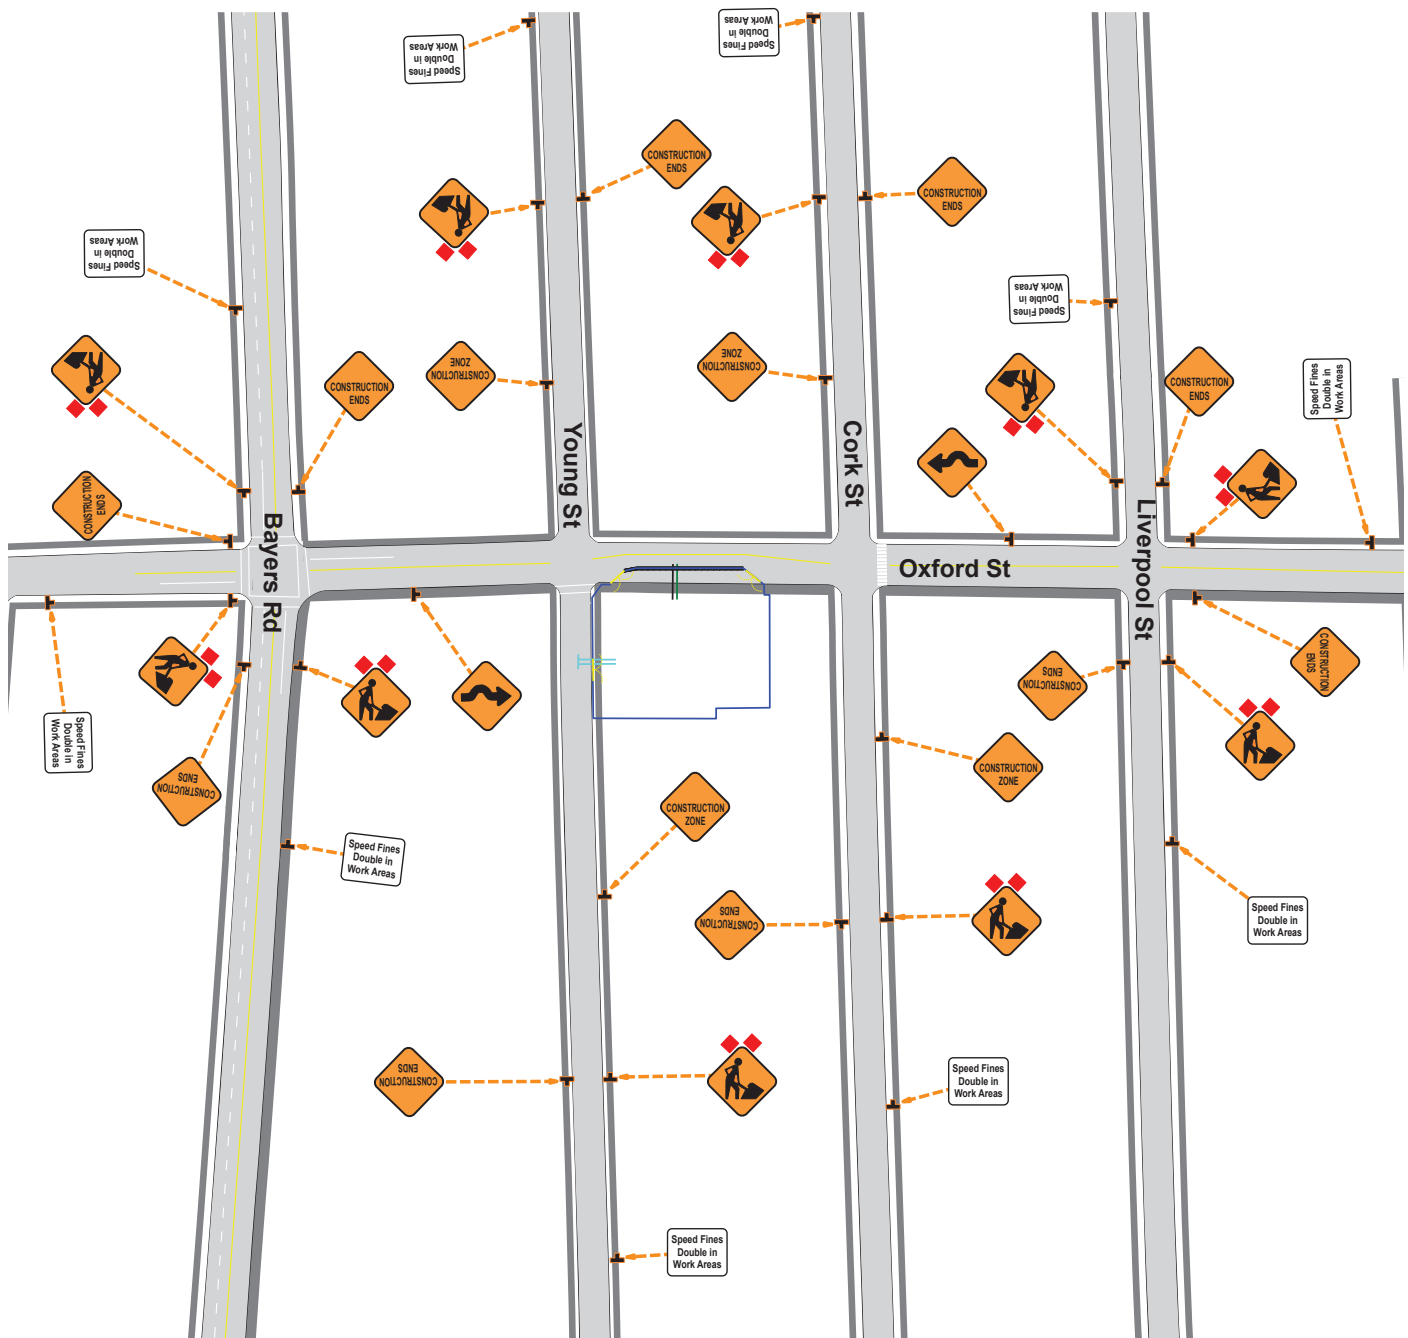 Speed Fines
Double in
Work Areas
Speed Fines
Double in
Work Areas
CONSTRUCTION
ENDS
CONSTRUCTION
ENDS
Speed Fines
Double in
Work Areas
Speed Fines
Double in
Work Areas
CONSTRUCTION
ZONE
CONSTRUCTION
ZONE
CONSTRUCTION
ENDS
CONSTRUCTION
ENDS
Speed Fines
Double in
Work Areas
CONSTRUCTION
ENDS
Bayers Rd
Young St
Cork St
Oxford St
Liverpool St
CONSTRUCTION
ENDS
CONSTRUCTION
ENDS
Speed Fines
Double in
Work Areas
CONSTRUCTION
ENDS
CONSTRUCTION
ZONE
CONSTRUCTION
ZONE
Speed Fines
Double in
Work Areas
CONSTRUCTION
ENDS
Speed Fines
Double in
Work Areas
CONSTRUCTION
ENDS
Speed Fines
Double in
Work Areas
Speed Fines
Double in
Work Areas